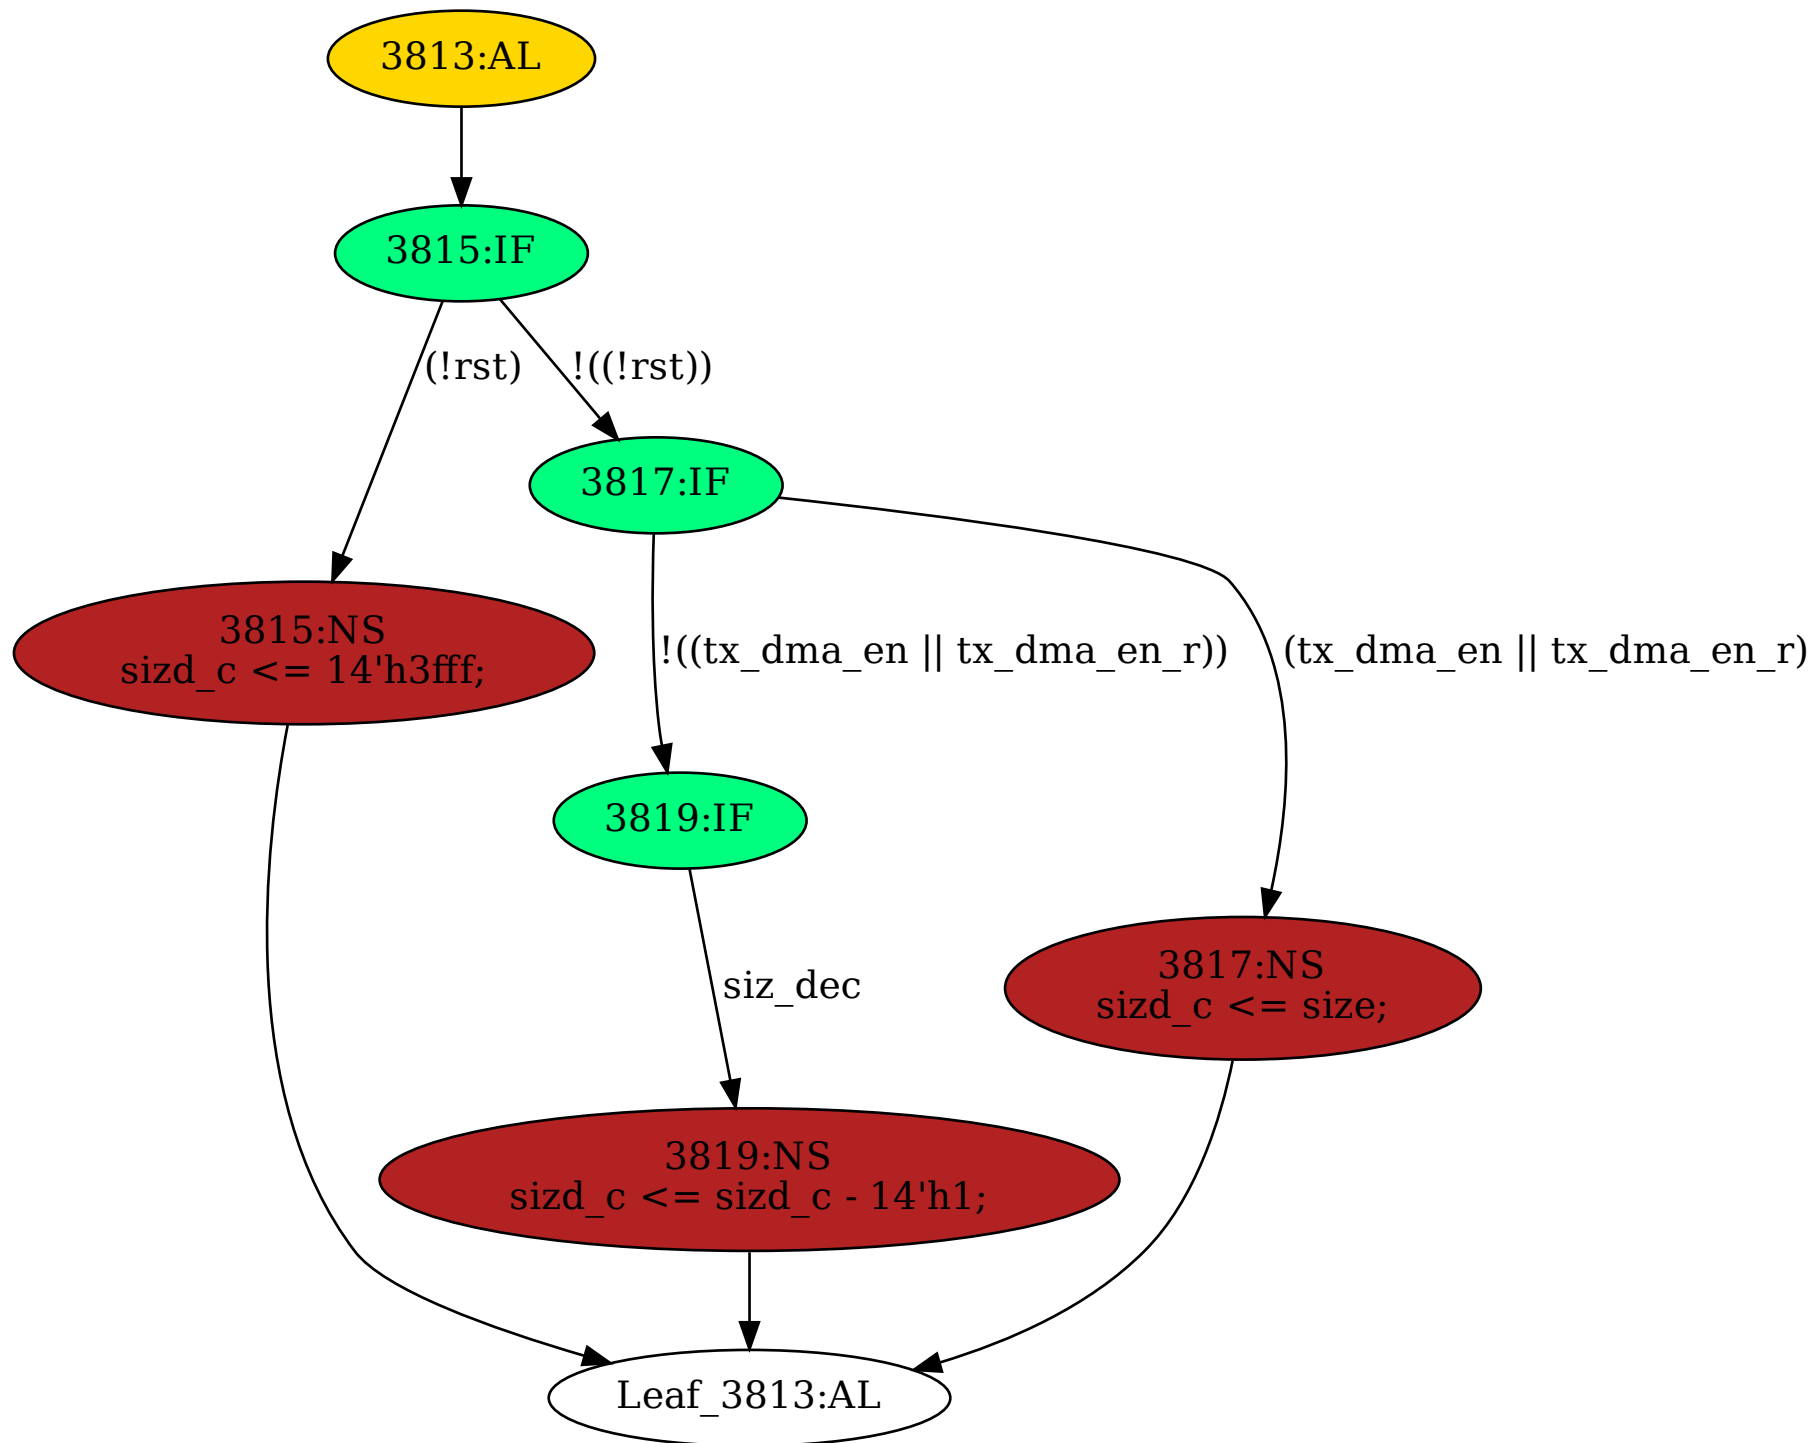 3813:AL
3815:IF
(!rst)
!((!rst))
3817:IF
3815:NS
sizd_c <= 14'h3fff;
!((tx_dma_en || tx_dma_en_r))
(tx_dma_en || tx_dma_en_r)
3819:IF
siz_dec
3817:NS
sizd_c <= size;
3819:NS
sizd_c <= sizd_c - 14'h1;
Leaf_3813:AL